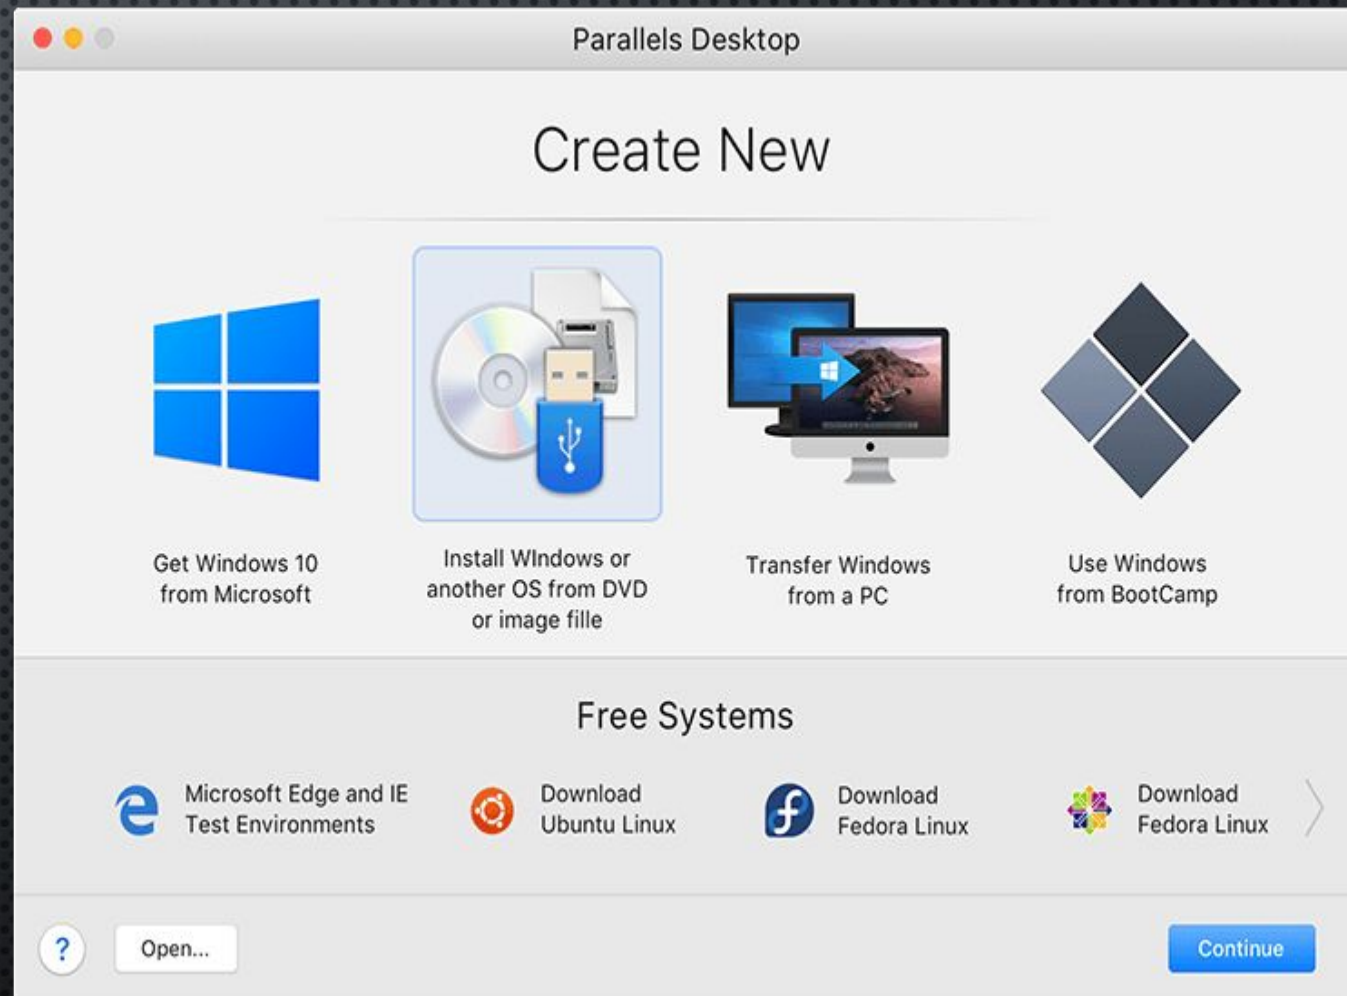 Parallels Desktop
Create New
Get Windows 10
from Microsoft
Install WIndows or
another OS from DVD
or image fille
Transfer Windows
from a PC
Use Windows
from BootCamp
Free Systems
Microsoft Edge and IE
Test Environments
Download
Ubuntu Linux
Download
Fedora Linux
Download
Fedora Linux
?
Open...
Continue